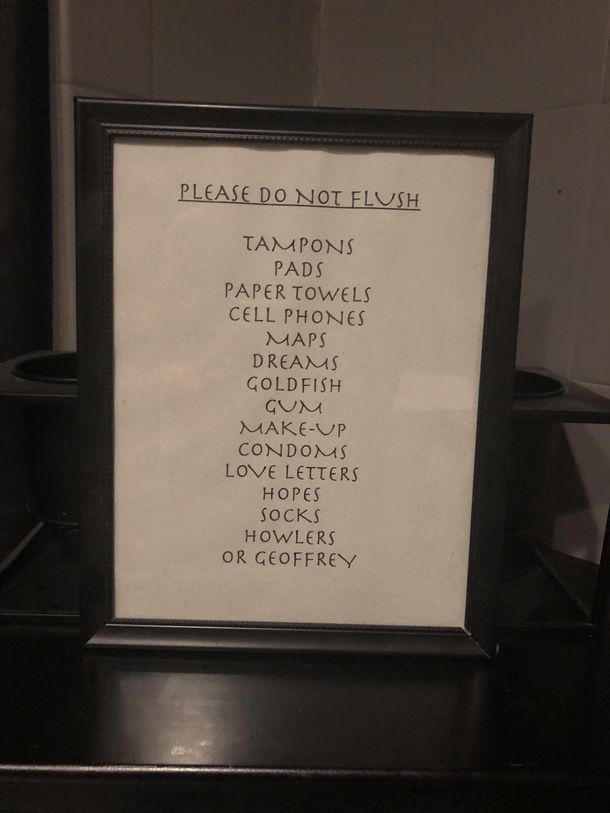 PLEASE DO NOT FLUSH
TAMPONS
PADS
PAPER TOWELS
CELL PHONES
MAPS
DREAMS
GOLDFISH
GUM
MAKE-UP
CONDOMS
LOVE LETTERS
HOPES
SOCKS
HOWLERS
OR GEOFFREY